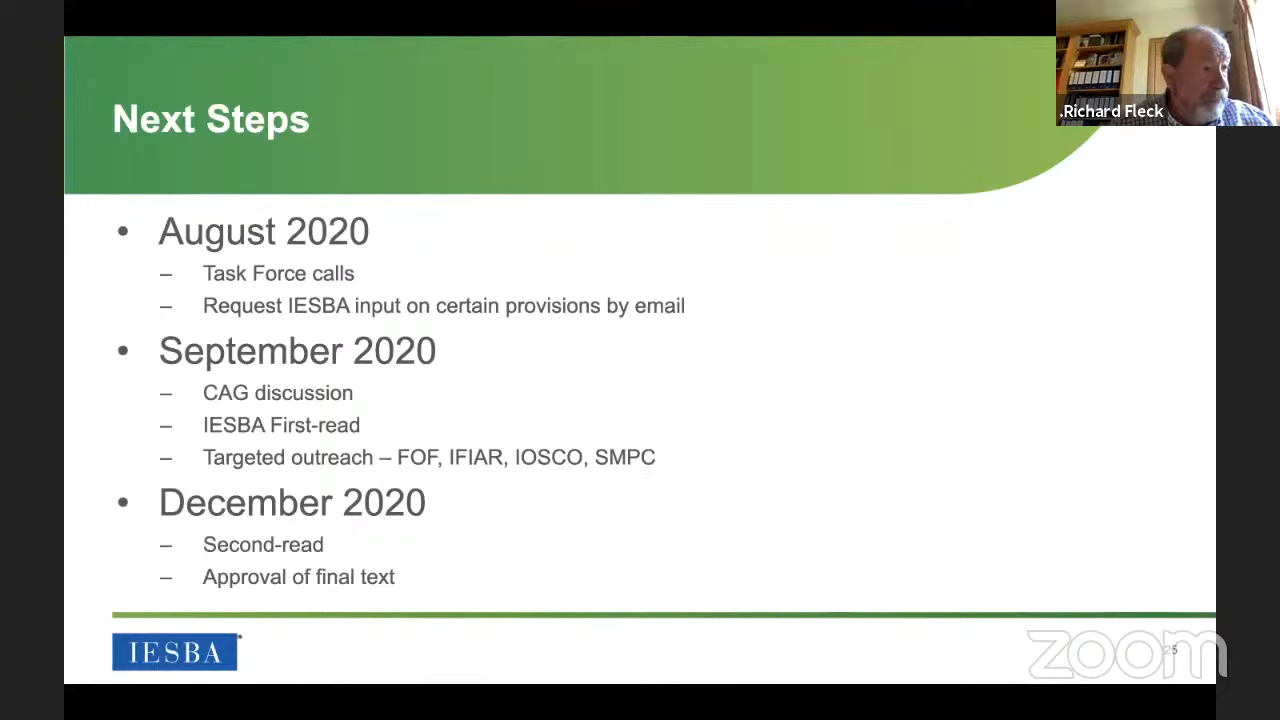 Next Steps
.Richard Fleck
• August 2020
– Task Force calls
– Request IESBA input on certain provisions by email
• September 2020
– CAG discussion
– IESBA First-read
– Targeted outreach – FOF, IFIAR, IOSCO, SMPC
• December 2020
– Second-read
– Approval of final text
IESBA
zoom
25